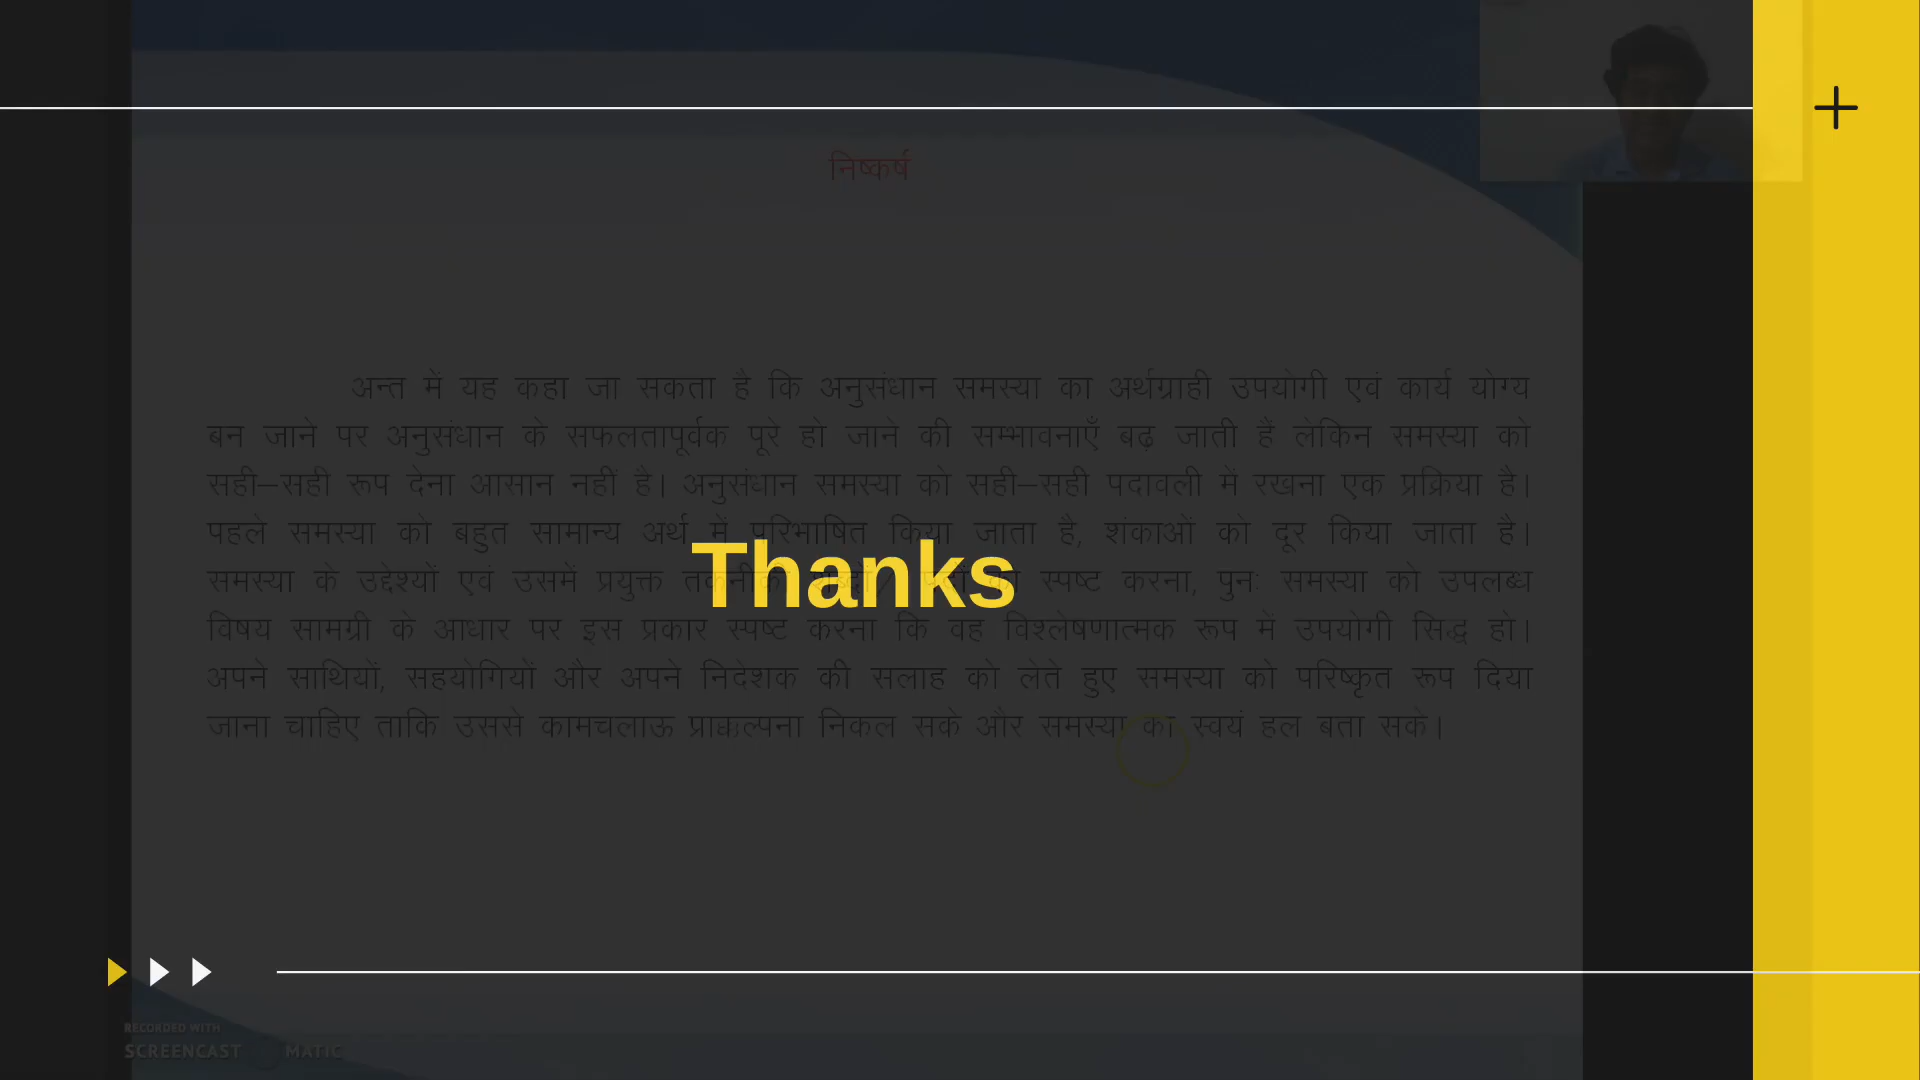 निष्कर्ष
अन्त में यह कहा जा सकता है कि अनुसंधान समस्या का अर्थग्राही उपयोगी एवं कार्य योग्य
बन जाने पर अनुसंधान के सफलतापूर्वक पूरे हो जाने की सम्भावनाएँ बढ़ जाती हैं लेकिन समस्या को
सही–सही रूप देना आसान नहीं है। अनुसंधान समस्या को सही–सही पदावली में रखना एक प्रक्रिया है।
पहले समस्या को बहुत सामान्य अर्थ में परिभाषित किया जाता है, शंकाओं को दूर किया जाता है।
Thanks
समस्या के उद्देश्यों एवं उसमें प्रयुक्त तकनीकी स्पष्ट करना, पुनः समस्या को उपलब्ध
विषय सामग्री के आधार पर इस प्रकार स्पष्ट करना कि वह विश्लेषणात्मक रूप में उपयोगी सिद्ध हो।
अपने साथियों, सहयोगियों और अपने निदेशक की सलाह को लेते हुए समस्या को परिष्कृत रूप दिया
जाना चाहिए ताकि उससे कामचलाऊ प्राक्कल्पना निकल सके और समस्या का स्वयं हल बता सके।
RECORDED WITH
SCREENCAST MATIC